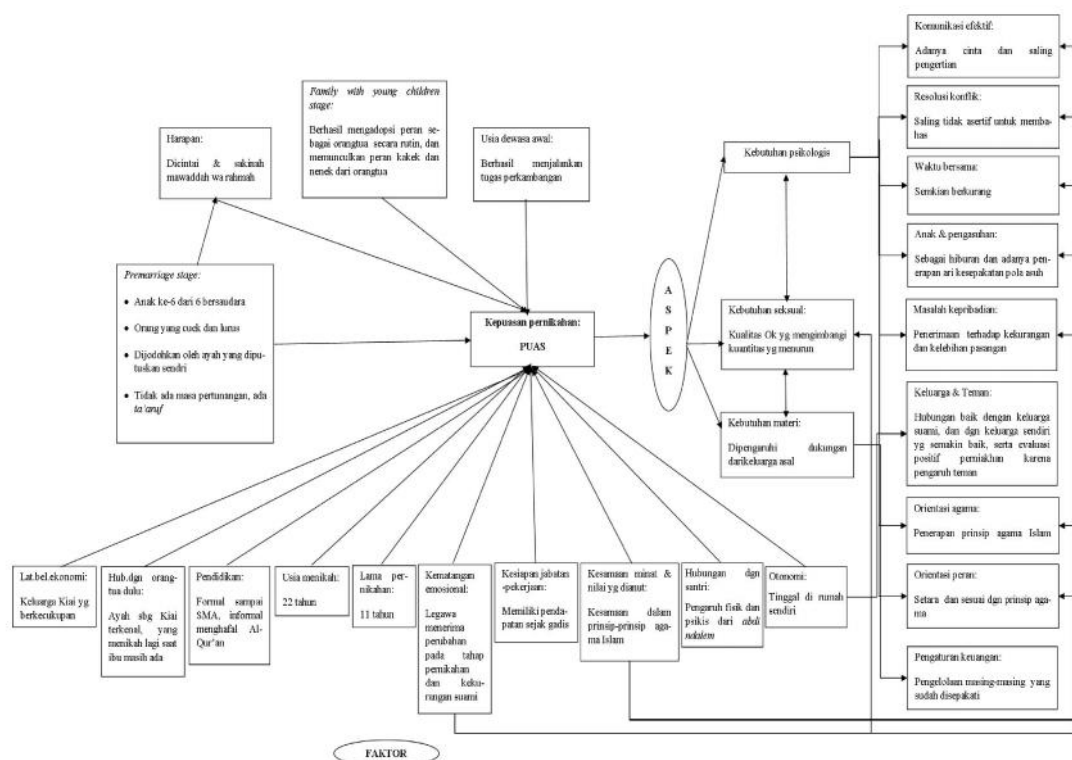 Harapan:
Dicintai & sakinah
mawaddah wa rahmah
Family with young children
stage:
Berhasil mengadopsi peran se-
bagai orangtua secara rutin, dan
memunculkan peran kakek dan
nenek dari orangtua
Usia dewasa awal:
Berhasil menjalankan
tugas perkambangan
Premarriage stage:
• Anak ke-6 dari 6 bersaudara
• Orang yang cuek dan lurus
• Dijodohkan oleh ayah yang dipu-
tuskan sendri
• Tidak ada masa pertunangan, ada
ta'aruf
Kepuasan pernikahan:
PUAS
A
S
P
E
K
Kebutuhan psikologis
Kebutuhan seksual:
Kualitas Ok yg mengimbangi
kuantitas yg menurun
Kebutuhan materi:
Dipengaruhi dukungan
darikeluarga asal
Komunikasi efektif:
Adanya cinta dan saling
pengertian
Resolusi konflik:
Saling tidak asertif untuk memba-
has
Waktu bersama:
Semkian berkurang
Anak & pengasuhan:
Sebagai hiburan dan adanya pen-
erapan ari kesepakatan pola asuh
Masalah kepribadian:
Penerimaan terhadap kekurangan
dan kelebihan pasangan
Keluarga & Teman:
Hubungan baik dengan keluarga
suami, dan dgn keluarga sendiri
yg semakin baik, serta evaluasi
positif perniakhan karena
pengaruh teman
Orientasi agama:
Penerapan prinsip agama Islam
Orientasi peran:
Setara dan sesuai dgn prinsip aga-
ma
Pengaturan keuangan:
Pengelolaan masing-masing yang
sudah disepakati
Lat.bel.ekonomi:
Keluarga Kiai yg
berkecukupan
Hub.dgn orang-
tua dulu:
Ayah sbg Kiai
terkenal, yang
menikah lagi saat
ibu masih ada
Pendidikan:
Formal sampai
SMA, informal
menghafal Al-
Qur'an
Usia menikah:
22 tahun
Lama per-
nikahan:
11 tahun
Kematangan
emosional:
Legawa
menerima
perubahan
pada tahap
pernikahan
dan keku-
rungan suami
Kesiapan jabatan
-pekerjaan:
Memiliki penda-
patan sejak gadis
Kesamaan minat &
nilai yg dianut:
Kesamaan dalam
prinsip-prinsip aga-
ma Islam
Hubungan dgn
santri:
Pengaruh fisik dan
psikis dari abdi
ndalem
Otonomi:
Tinggal di rumah
sendiri
FAKTOR